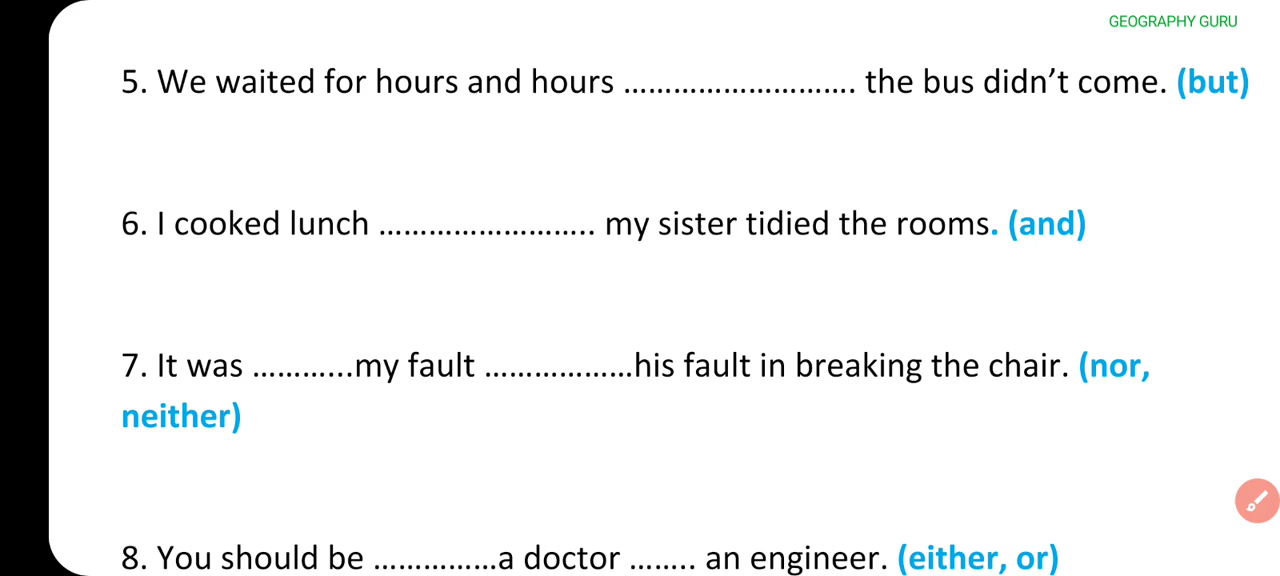 GEOGRAPHY GURU
5. We waited for hours and hours ............................ the bus didn’t come. (but)
6. I cooked lunch .......................... my sister tidied the rooms. (and)
7. It was ............my fault ..................his fault in breaking the chair. (nor,
neither)
8. You should be ...............a doctor ........ an engineer. (either, or)